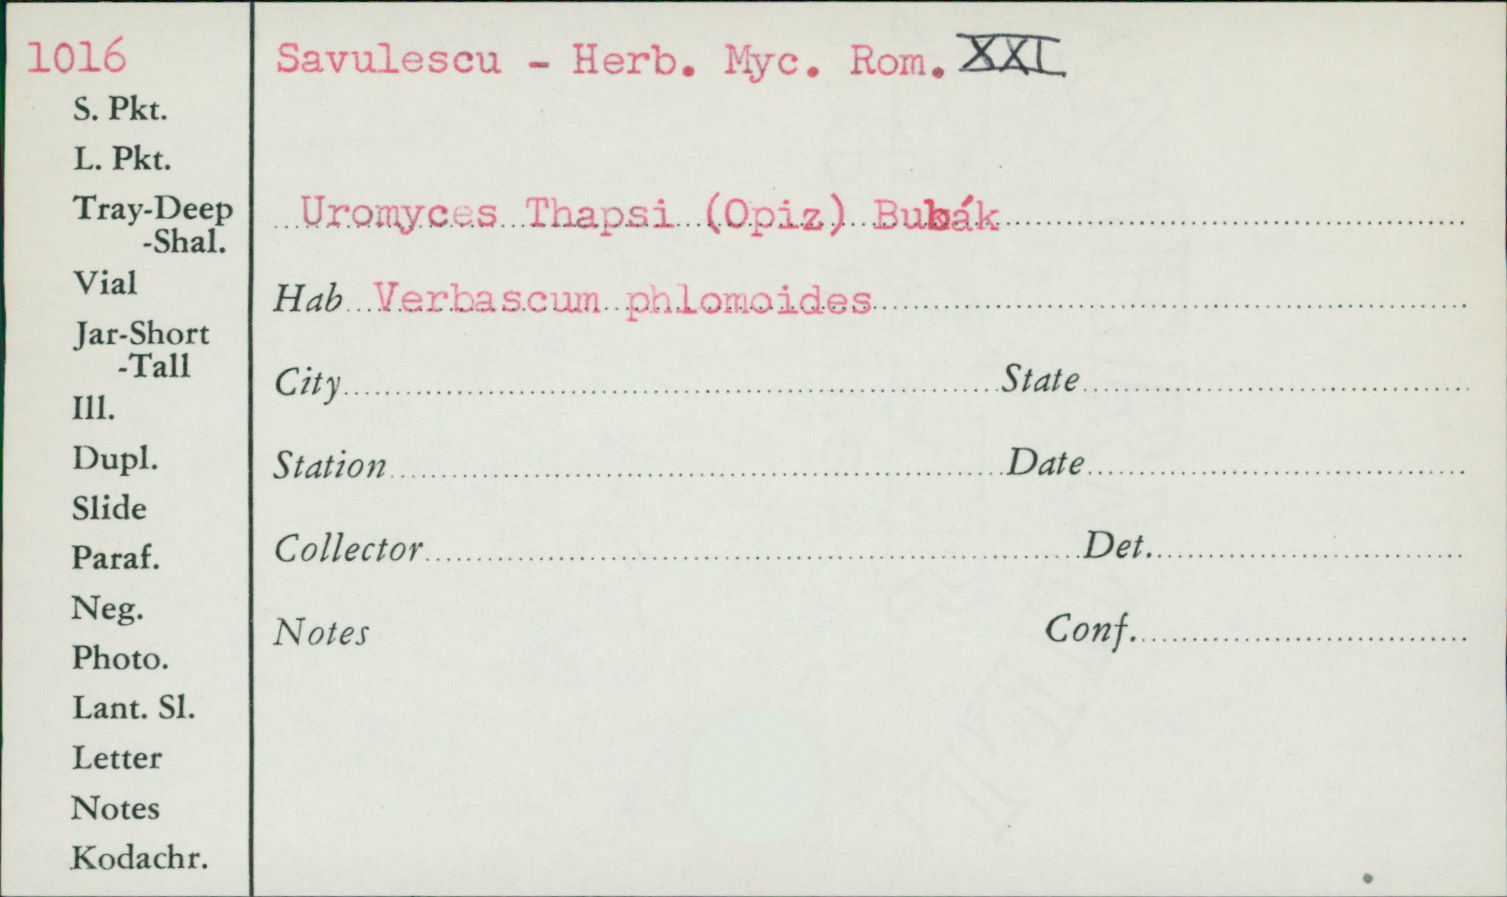 1016
Savulescu - Herb. Myc. Rom. XXI
S. Pkt.
L. Pkt.
Tray-Deep
-Shal.
Vial
Jar-Short
-Tall
Ill.
Dupl.
Slide
Paraf.
Neg.
Photo.
Lant. Sl.
Letter
Notes
Kodachr.
Uromyces Thapsi (Opiz) Bubák
Hab Verbascum phlomoides
City State
Station Date
Collector Det.
Notes Conf.